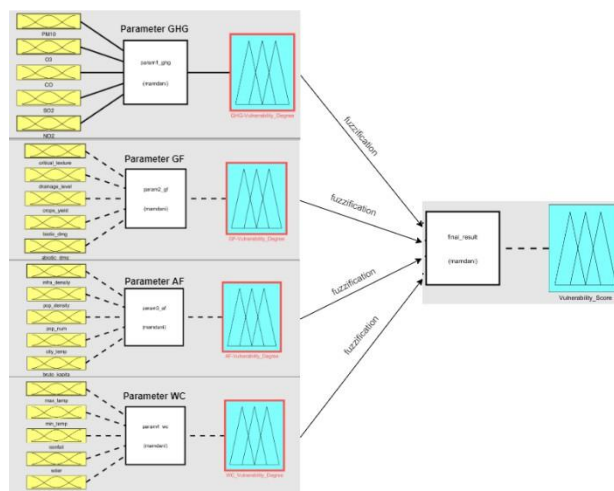 Parameter GHG
PM10
O3
CO
SO2
NO2
param1_ghg
(mamdani)
GHG-Vulnerability_Degree
Parameter GF
critical_texture
drainage_level
crops_yield
biotic_dmg
abiotic_dmg
param2_gf
(mamdani)
GF-Vulnerability_Degree
Parameter AF
infra_density
pop_density
pop_num
city_temp
param3_af
(mamdani)
AF-Vulnerability_Degree
Parameter WC
max_temp
min_temp
rainfall
solar
param4_wc
(mamdani)
WC_Vulnerability_Degree
fuzzification
fuzzification
fuzzification
fuzzification
final_result
(mamdani)
Vulnerability_Score